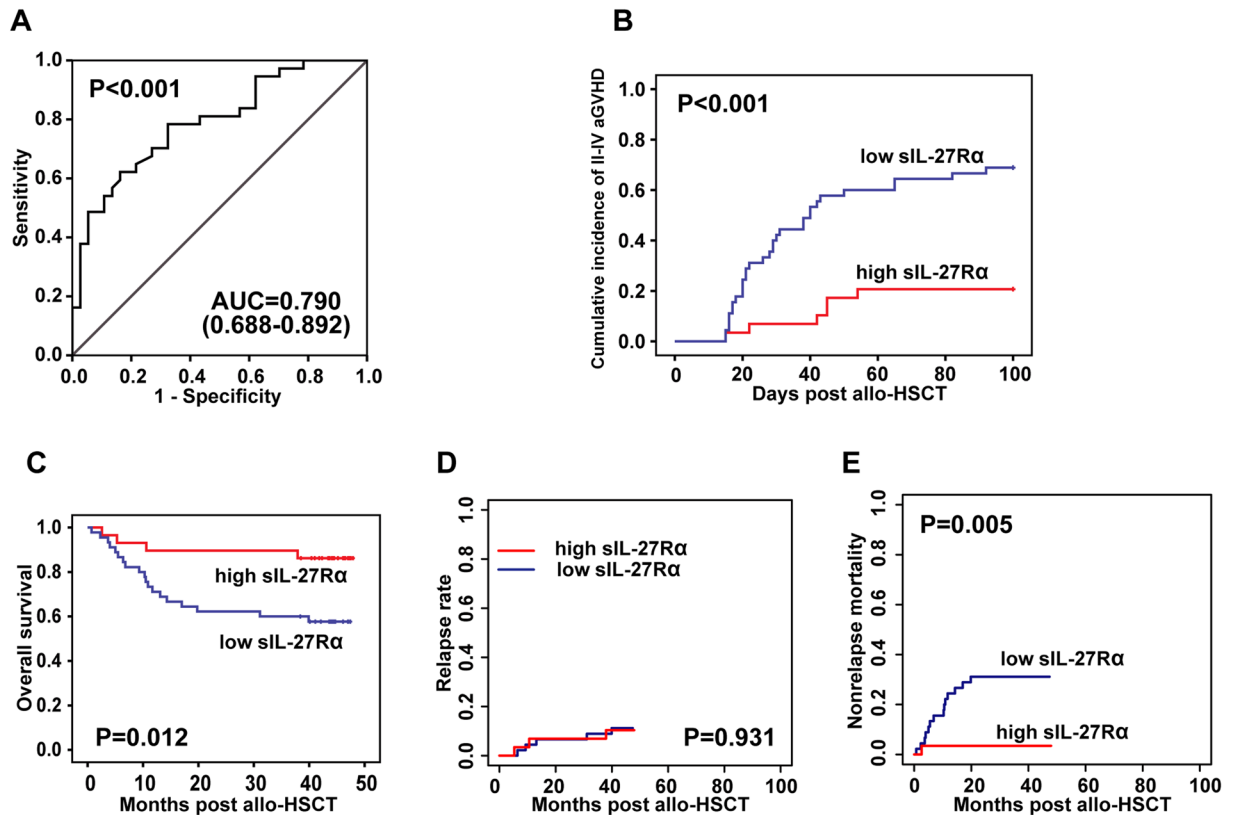 A
P<0.001
AUC=0.790
(0.688-0.892)
Sensitivity
1.0
0.8
0.6
0.4
0.2
0.0
0.0 0.2 0.4 0.6 0.8 1.0
1 - Specificity
B
P<0.001
low sIL-27Rα
high sIL-27Rα
Cumulative incidence of II-IV aGVHD
1.0
0.8
0.6
0.4
0.2
0.0
0 20 40 60 80 100
Days post allo-HSCT
C
high sIL-27Rα
low sIL-27Rα
P=0.012
Overall survival
1.0
0.8
0.6
0.4
0.2
0.0
0 10 20 30 40 50
Months post allo-HSCT
D
high sIL-27Rα
low sIL-27Rα
P=0.931
Relapse rate
1.0
0.8
0.6
0.4
0.2
0.0
0 20 40 60 80 100
Months post allo-HSCT
E
P=0.005
low sIL-27Rα
high sIL-27Rα
Nonrelapse mortality
1.0
0.8
0.6
0.4
0.2
0.0
0 20 40 60 80 100
Months post allo-HSCT